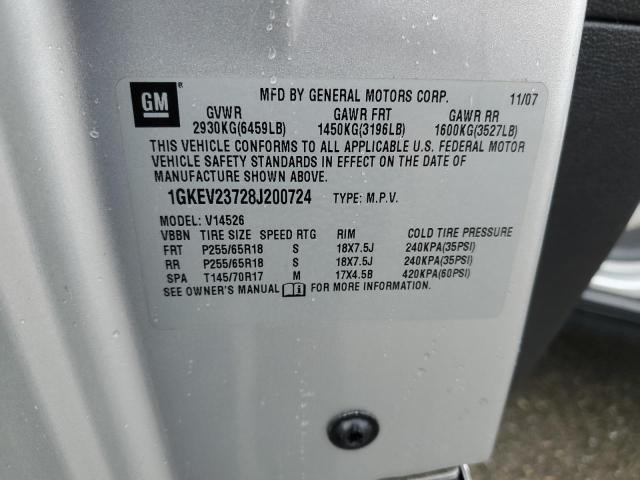 GM®
MFD BY GENERAL MOTORS CORP. 11/07
GVWR GAWR FRT GAWR RR
2930KG(6459LB) 1450KG(3196LB) 1600KG(3527LB)
THIS VEHICLE CONFORMS TO ALL APPLICABLE U.S. FEDERAL MOTOR
VEHICLE SAFETY STANDARDS IN EFFECT ON THE DATE OF
MANUFACTURE SHOWN ABOVE.
1GKEV23728J200724 TYPE: M.P.V.
MODEL: V14526
VBBN TIRE SIZE SPEED RTG RIM COLD TIRE PRESSURE
FRT P255/65R18 S 18X7.5J 240KPA(35PSI)
RR P255/65R18 S 18X7.5J 240KPA(35PSI)
SPA T145/70R17 M 17X4.5B 420KPA(60PSI)
SEE OWNER'S MANUAL FOR MORE INFORMATION.